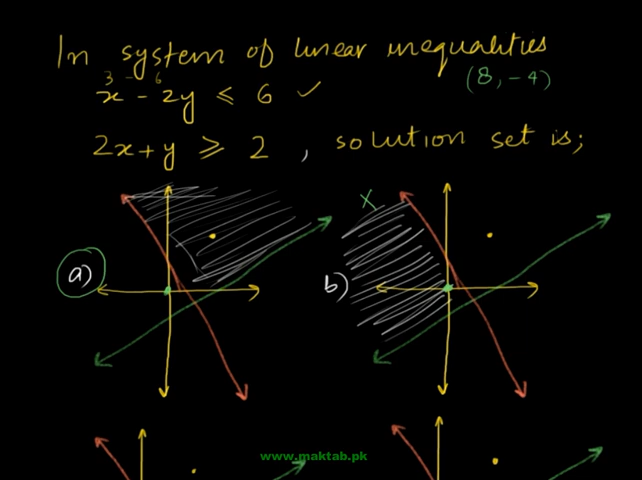 In system of linear inequalities
3 - 6
x - 2y ≤ 6 ✓ (8, -4)
2x+y ≥ 2 , solution set is;
a) b) x
www.maktab.pk